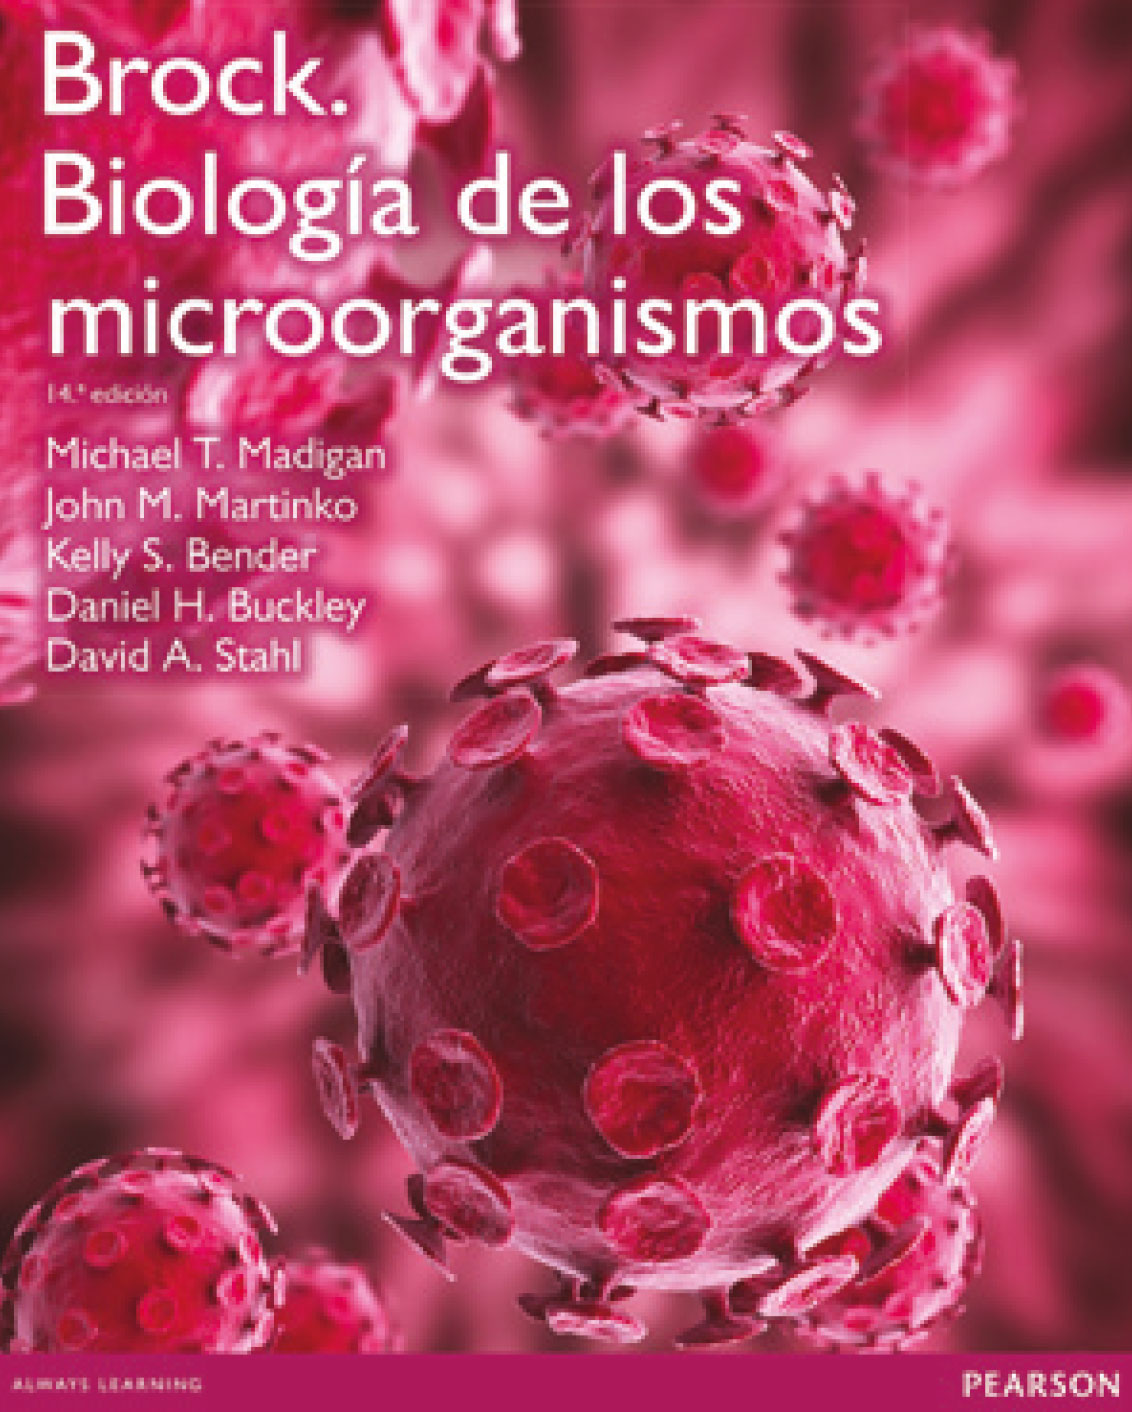 Brock.
Biología de los
microorganismos
14.ª edición
Michael T. Madigan
John M. Martinko
Kelly S. Bender
Daniel H. Buckley
David A. Stahl
ALWAYS LEARNING
PEARSON